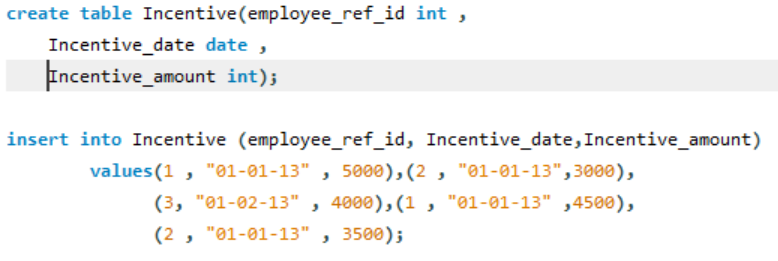 create table Incentive(employee_ref_id int ,
Incentive_date date ,
Incentive_amount int);
insert into Incentive (employee_ref_id, Incentive_date,Incentive_amount)
values(1 , "01-01-13" , 5000),(2 , "01-01-13",3000),
(3, "01-02-13" , 4000),(1 , "01-01-13" ,4500),
(2 , "01-01-13" , 3500);